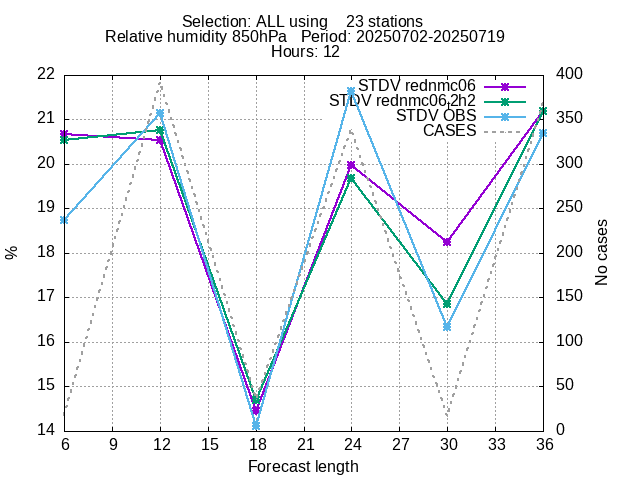 Selection: ALL using 23 stations
Relative humidity 850hPa Period: 20250702-20250719
Hours: 12
STDV rednmc06
STDV rednmc06.2h2
STDV OBS
CASES
22
21
20
19
18
17
16
15
14
%
400
350
300
250
200
150
100
50
0
No cases
6 9 12 15 18 21 24 27 30 33 36
Forecast length